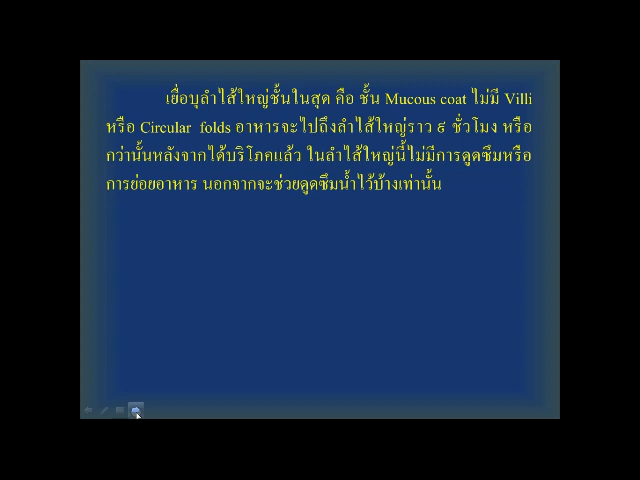 เยื่อบุลำไส้ใหญ่ชั้นในสุด คือ ชั้น Mucous coat ไม่มี Villi
หรือ Circular folds อาหารจะไปถึงลำไส้ใหญ่ราว ๙ ชั่วโมง หรือ
กว่านั้นหลังจากได้บริโภคแล้ว ในลำไส้ใหญ่นี้ไม่มีการดูดซึมหรือ
การย่อยอาหาร นอกจากจะช่วยดูดซึมน้ำไว้บ้างเท่านั้น